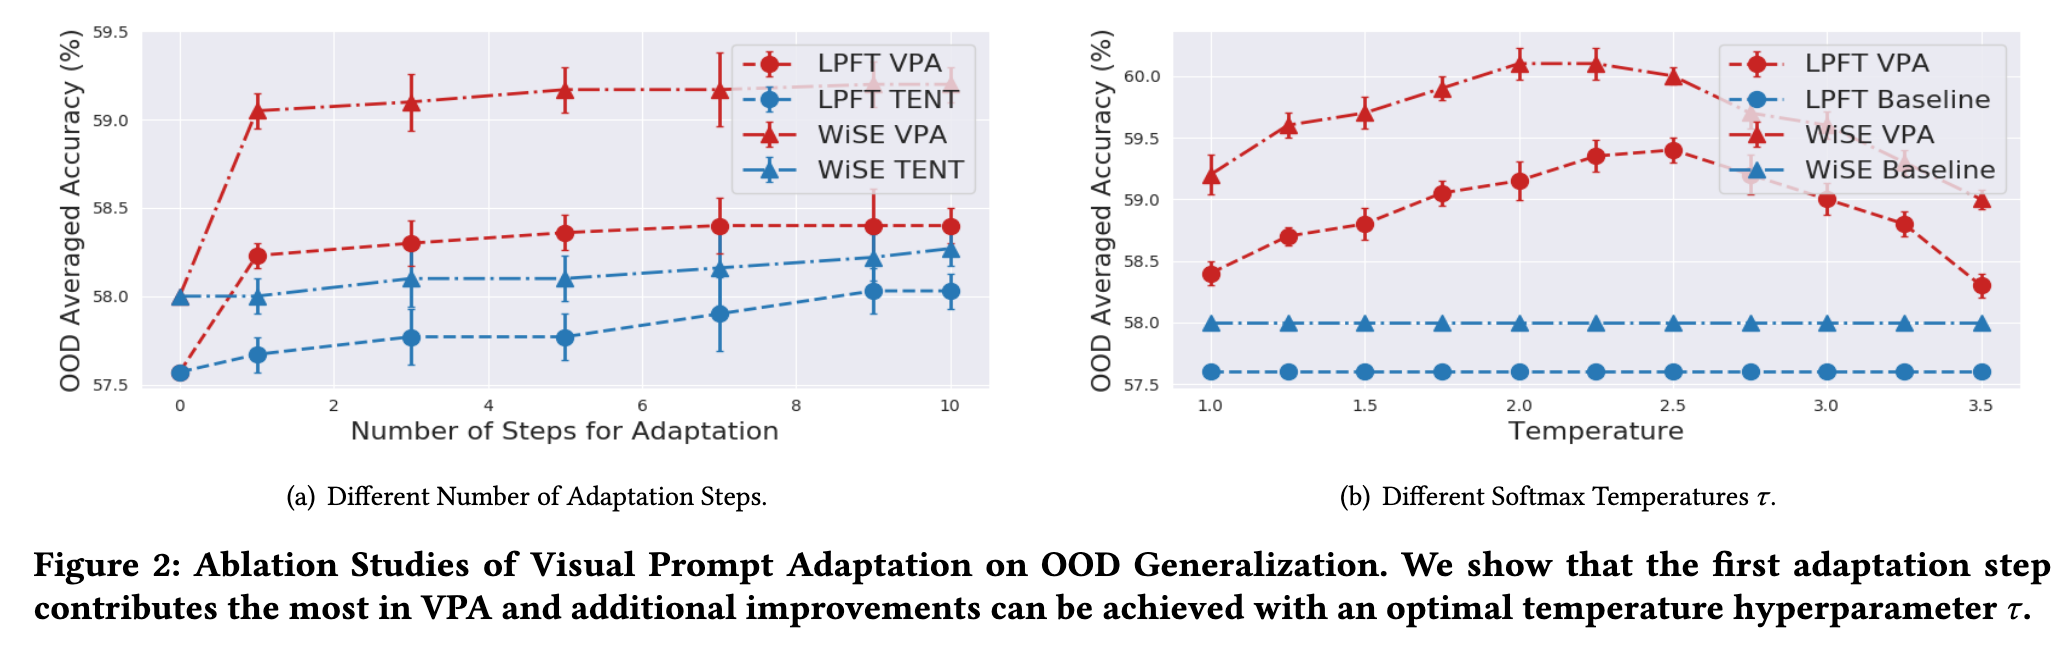 OOD Averaged Accuracy (%)
59.5
59.0
58.5
58.0
57.5
0 2 4 6 8 10
Number of Steps for Adaptation
LPFT VPA
LPFT TENT
WiSE VPA
WiSE TENT
(a) Different Number of Adaptation Steps.
OOD Averaged Accuracy (%)
60.0
59.5
59.0
58.5
58.0
57.5
1.0 1.5 2.0 2.5 3.0 3.5
Temperature
LPFT VPA
LPFT Baseline
WiSE VPA
WiSE Baseline
(b) Different Softmax Temperatures τ.
Figure 2: Ablation Studies of Visual Prompt Adaptation on OOD Generalization. We show that the first adaptation step
contributes the most in VPA and additional improvements can be achieved with an optimal temperature hyperparameter τ.